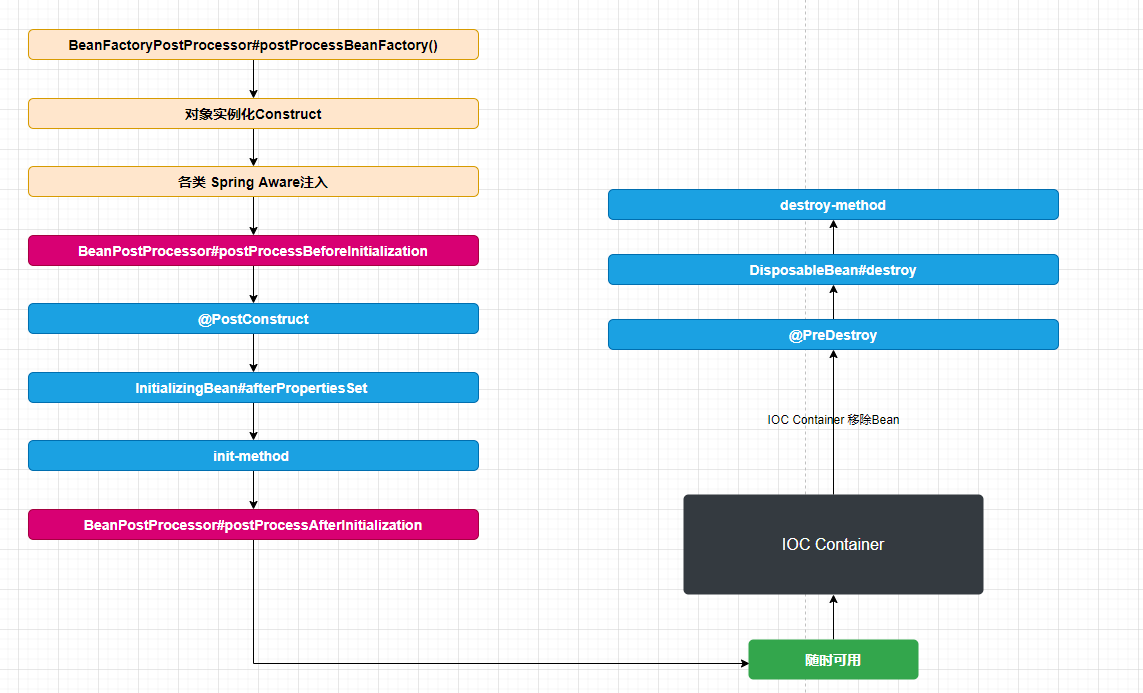 BeanFactoryPostProcessor#postProcessBeanFactory()
对象实例化Construct
各类 Spring Aware注入
BeanPostProcessor#postProcessBeforeInitialization
@PostConstruct
InitializingBean#afterPropertiesSet
init-method
BeanPostProcessor#postProcessAfterInitialization
destroy-method
DisposableBean#destroy
@PreDestroy
IOC Container 移除Bean
IOC Container
随时可用